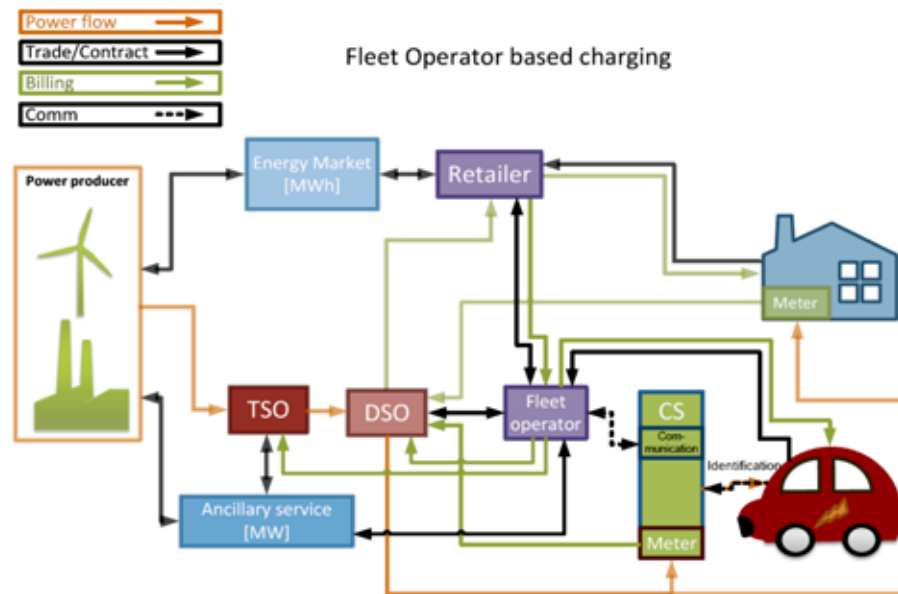 Power flow
Trade/Contract
Billing
Comm
Fleet Operator based charging
Power producer
Energy Market
[MWh]
Retailer
Meter
TSO
DSO
Fleet
operator
CS
Com-
munication
Identification
Ancillary service
[MW]
Meter